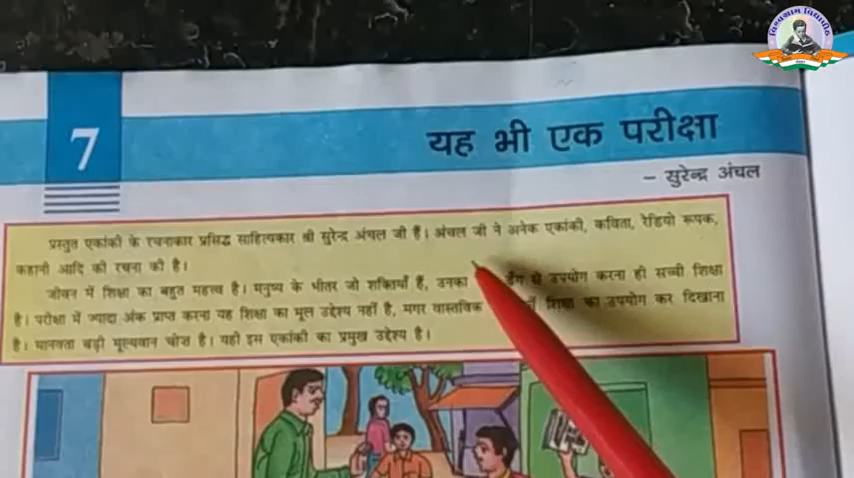 विश्वग्राम विद्यापीठ
7
यह भी एक परीक्षा
– सुरेन्द्र अंचल
प्रस्तुत एकांकी के रचनाकार प्रसिद्ध साहित्यकार श्री सुरेन्द्र अंचल जी हैं। अंचल जी ने अनेक एकांकी, कविता, रेडियो रूपक,
कहानी आदि की रचना की है।
जीवन में शिक्षा का बहुत महत्त्व है। मनुष्य के भीतर जो शक्तियाँ हैं, उनका ढंग से उपयोग करना ही सच्ची शिक्षा
है। परीक्षा में ज्यादा अंक प्राप्त करना यह शिक्षा का मूल उद्देश्य नहीं है, मगर वास्तविक शिक्षा का उपयोग कर दिखाना
है। मानवता बड़ी मूल्यवान चीज है। यही इस एकांकी का प्रमुख उद्देश्य है।